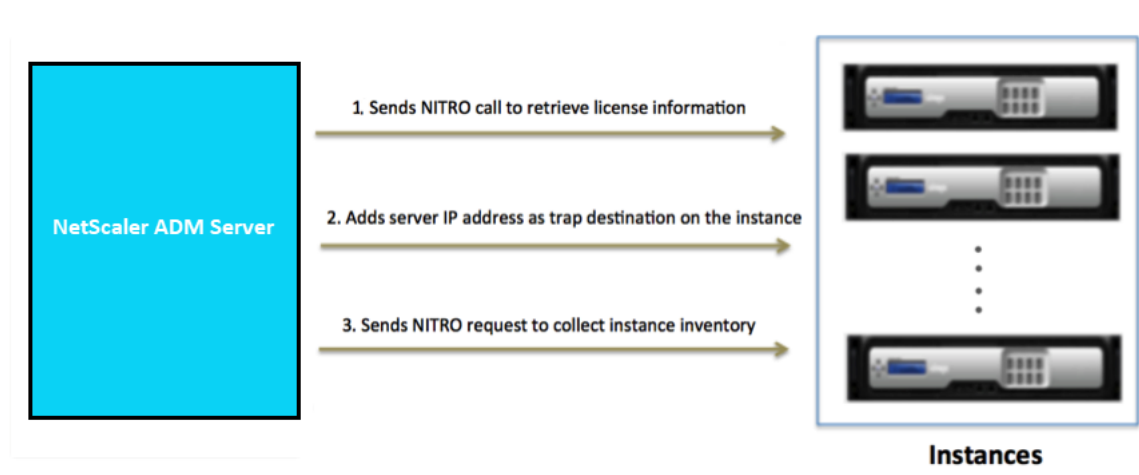 1. Sends NITRO call to retrieve license information
NetScaler ADM Server
2. Adds server IP address as trap destination on the instance
3. Sends NITRO request to collect instance inventory
Instances